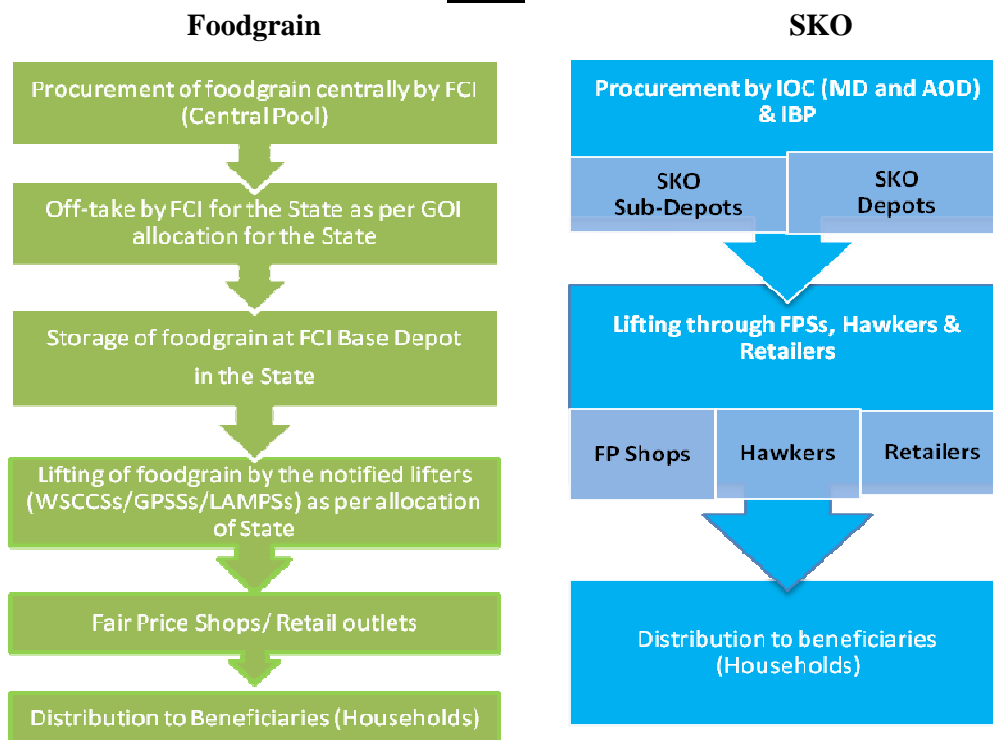 Foodgrain
Procurement of foodgrain centrally by FCI
(Central Pool)
Off-take by FCI for the State as per GOI
allocation for the State
Storage of foodgrain at FCI Base Depot
in the State
Lifting of foodgrain by the notified lifters
(WSCCSs/GPSSs/LAMPSs) as per allocation
of State
Fair Price Shops/ Retail outlets
Distribution to Beneficiaries (Households)
SKO
Procurement by IOC (MD and AOD)
& IBP
SKO
Sub-Depots
SKO
Depots
Lifting through FPSs, Hawkers &
Retailers
FP Shops
Hawkers
Retailers
Distribution to beneficiaries
(Households)